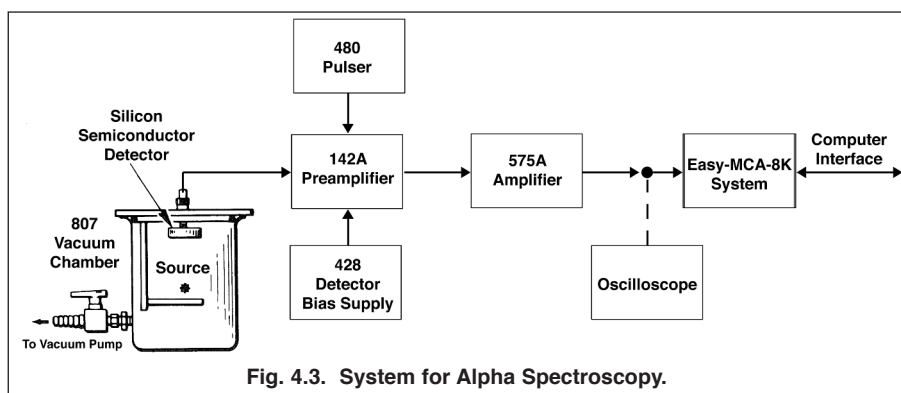 480
Pulser
Silicon
Semiconductor
Detector
142A
Preamplifier
575A
Amplifier
Easy-MCA-8K
System
Computer
Interface
807
Vacuum
Chamber
Source
428
Detector
Bias Supply
Oscilloscope
To Vacuum Pump
Fig. 4.3. System for Alpha Spectroscopy.